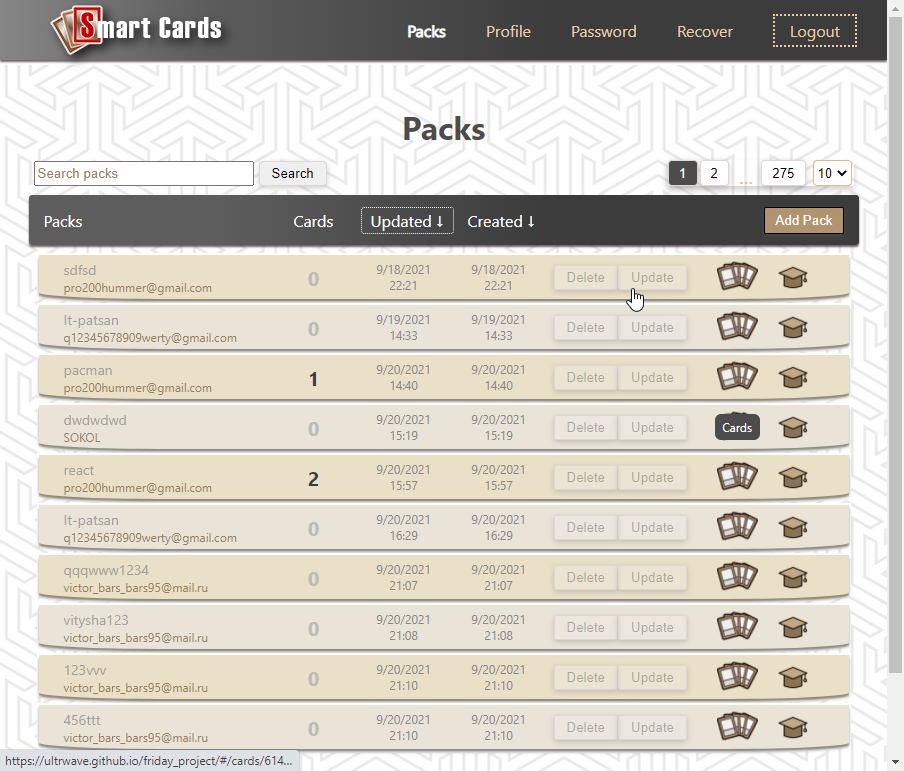 Smart Cards
Packs Profile Password Recover Logout
Packs
Search packs Search 1 2 ... 275 10
Packs Cards Updated ↓ Created ↓ Add Pack
sdfsd
pro200hummer@gmail.com
0
9/18/2021
22:21
9/18/2021
22:21
Delete Update
lt-patsan
q12345678909werty@gmail.com
0
9/19/2021
14:33
9/19/2021
14:33
Delete Update
pacman
pro200hummer@gmail.com
1
9/20/2021
14:40
9/20/2021
14:40
Delete Update
dwdwdwd
SOKOL
0
9/20/2021
15:19
9/20/2021
15:19
Delete Update
Cards
react
pro200hummer@gmail.com
2
9/20/2021
15:57
9/20/2021
15:57
Delete Update
lt-patsan
q12345678909werty@gmail.com
0
9/20/2021
16:29
9/20/2021
16:29
Delete Update
qqqwww1234
victor_bars_bars95@mail.ru
0
9/20/2021
21:07
9/20/2021
21:07
Delete Update
vitysha123
victor_bars_bars95@mail.ru
0
9/20/2021
21:08
9/20/2021
21:08
Delete Update
123vvv
victor_bars_bars95@mail.ru
0
9/20/2021
21:10
9/20/2021
21:10
Delete Update
456ttt
victor_bars_bars95@mail.ru
0
9/20/2021
21:10
9/20/2021
21:10
Delete Update
https://ultrwave.github.io/friday_project/#/cards/614...